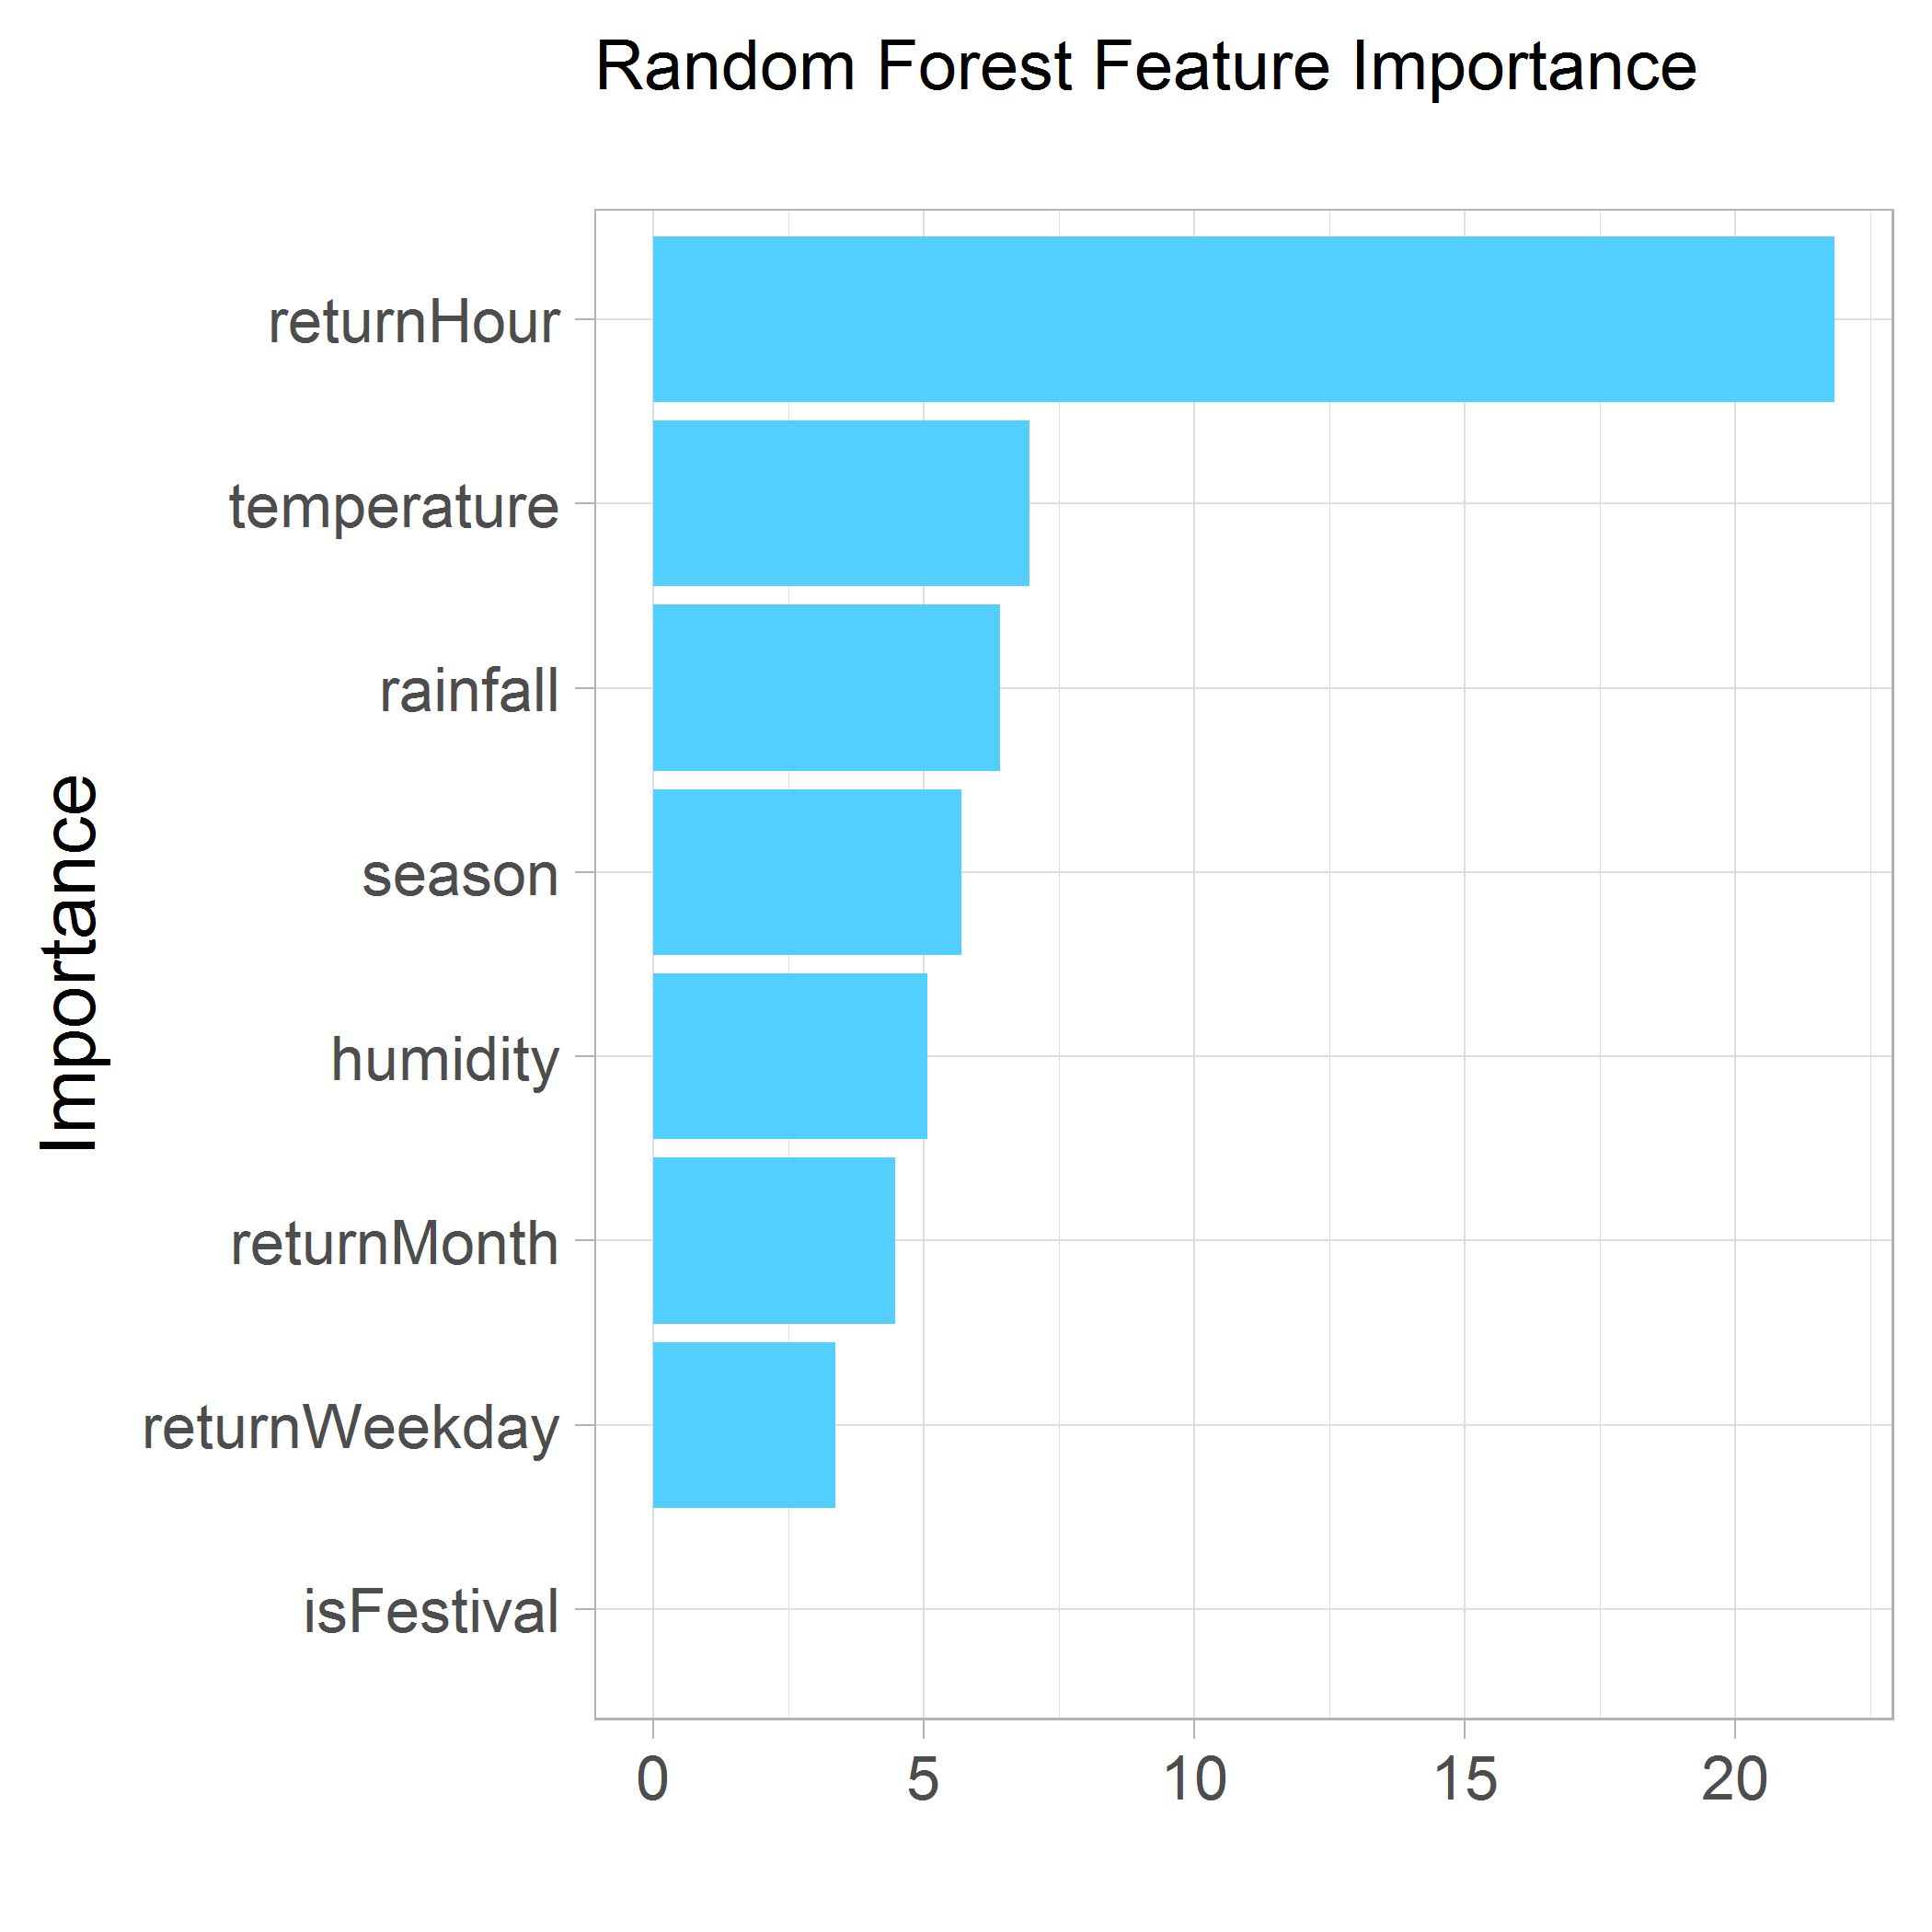 Random Forest Feature Importance
Importance
returnHour
temperature
rainfall
season
humidity
returnMonth
returnWeekday
isFestival
0 5 10 15 20